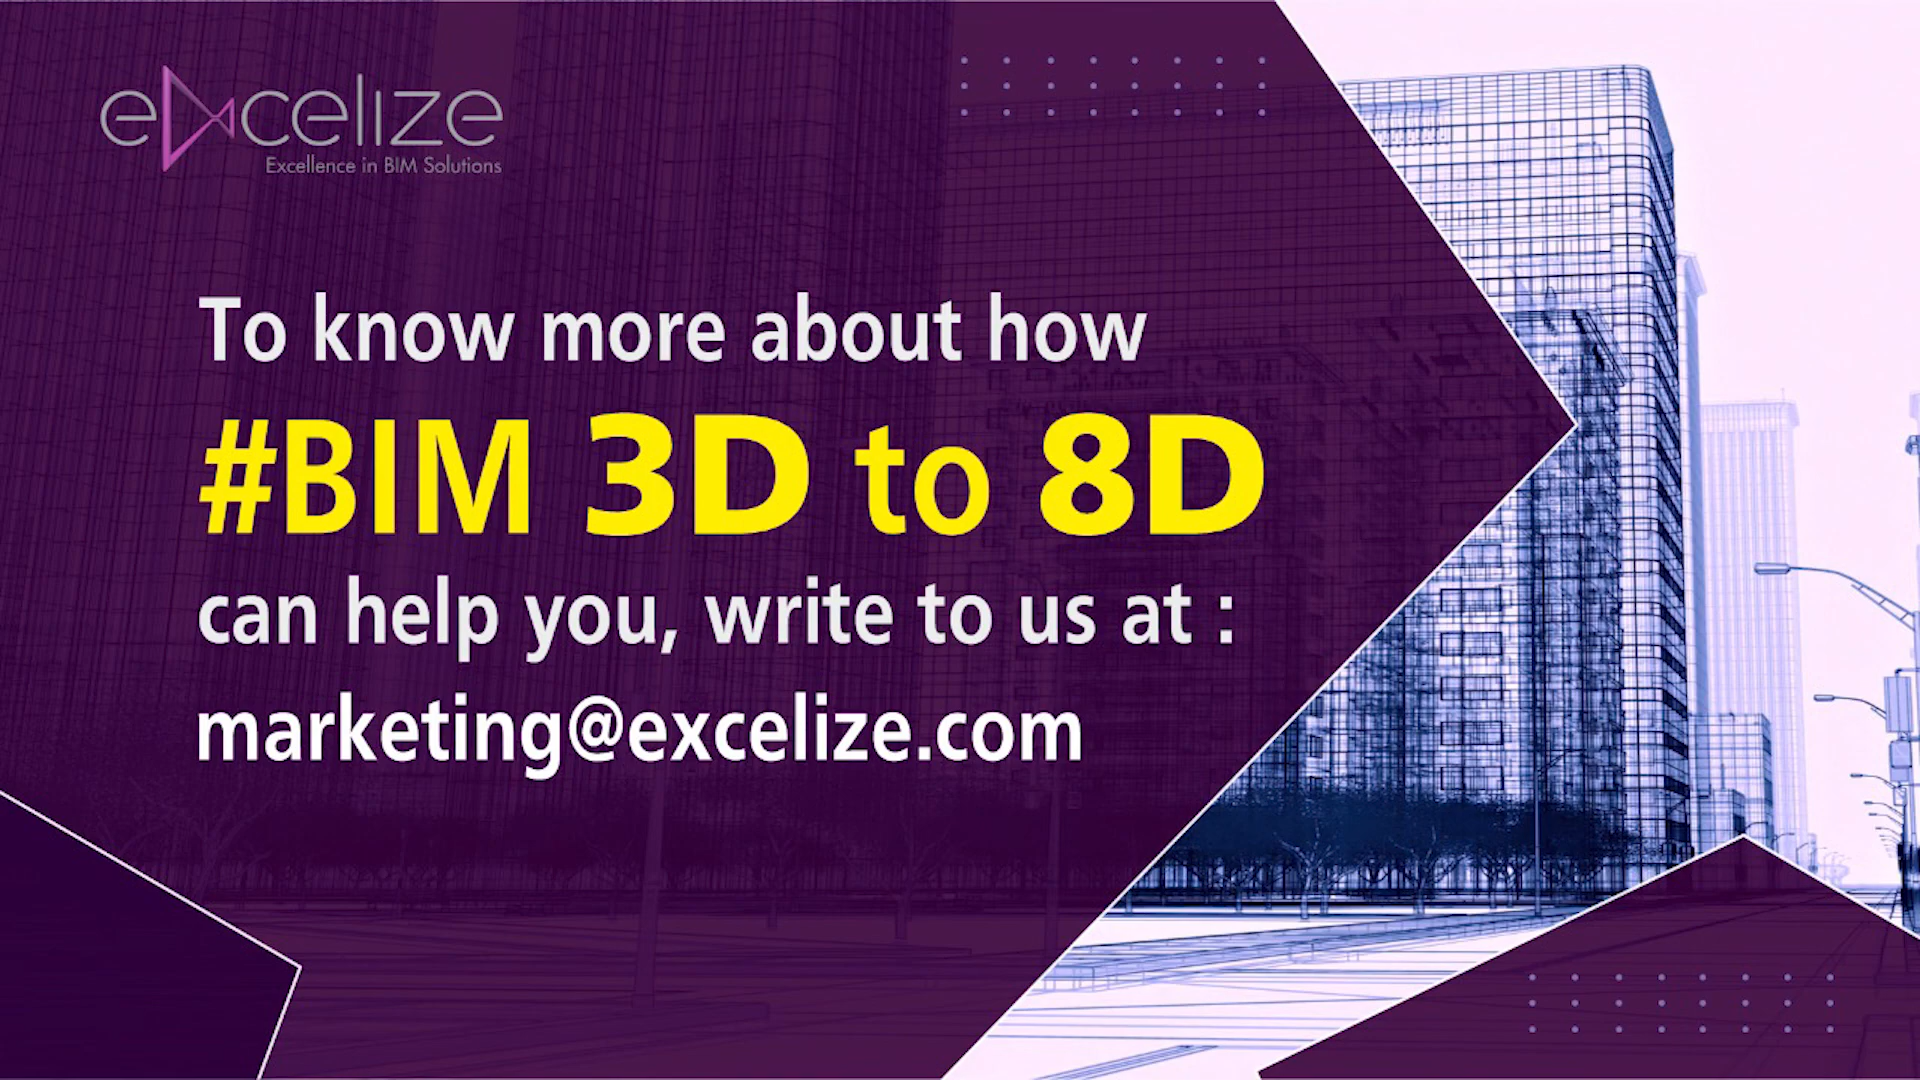 excelize
Excellence in BIM Solutions
To know more about how
#BIM 3D to 8D
can help you, write to us at :
marketing@excelize.com